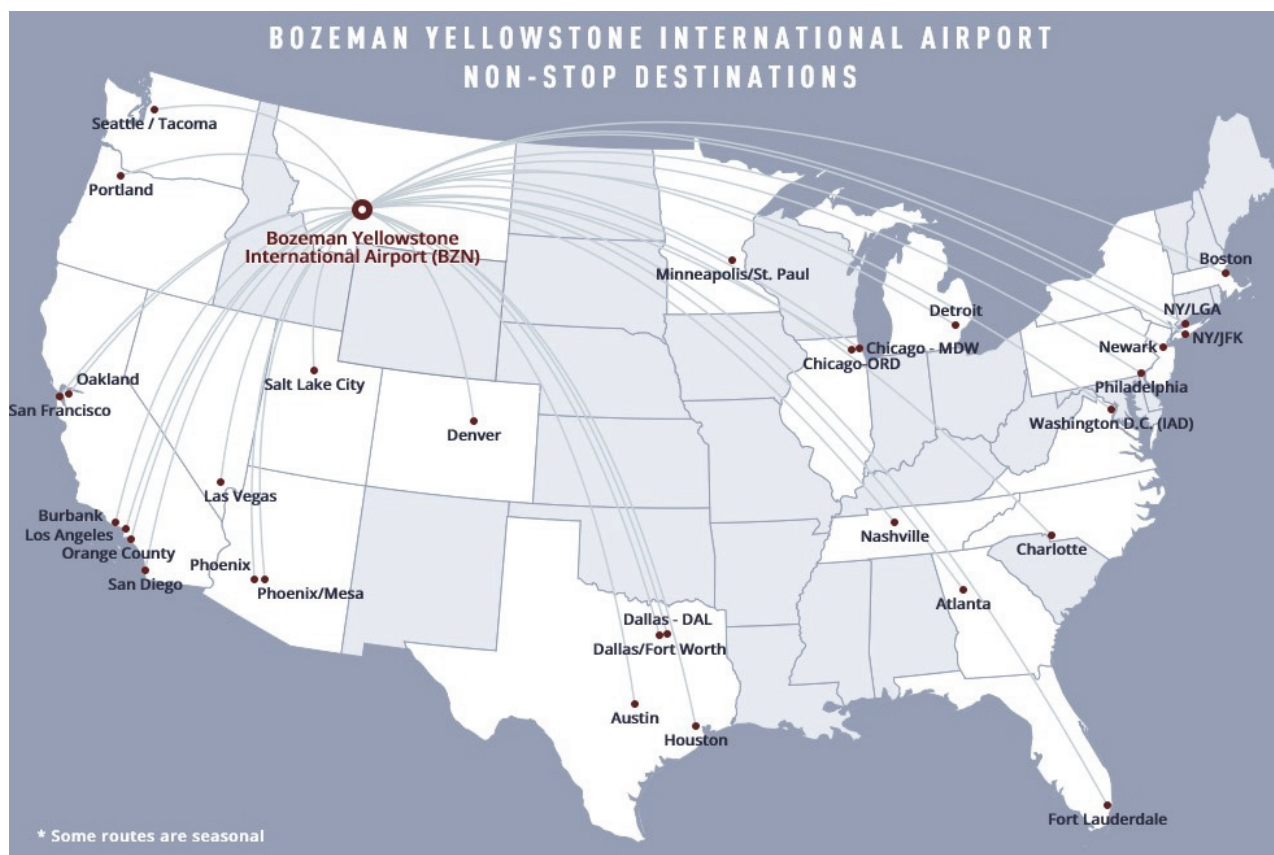 BOZEMAN YELLOWSTONE INTERNATIONAL AIRPORT
NON-STOP DESTINATIONS
Seattle / Tacoma
Portland
Bozeman Yellowstone
International Airport (BZN)
Minneapolis/St. Paul
Boston
Detroit
NY/LGA
NY/JFK
Newark
Chicago - MDW
Chicago-ORD
Philadelphia
Washington D.C. (IAD)
Oakland
San Francisco
Salt Lake City
Denver
Las Vegas
Burbank
Los Angeles
Orange County
San Diego
Phoenix
Phoenix/Mesa
Nashville
Charlotte
Atlanta
Dallas - DAL
Dallas/Fort Worth
Austin
Houston
Fort Lauderdale
* Some routes are seasonal